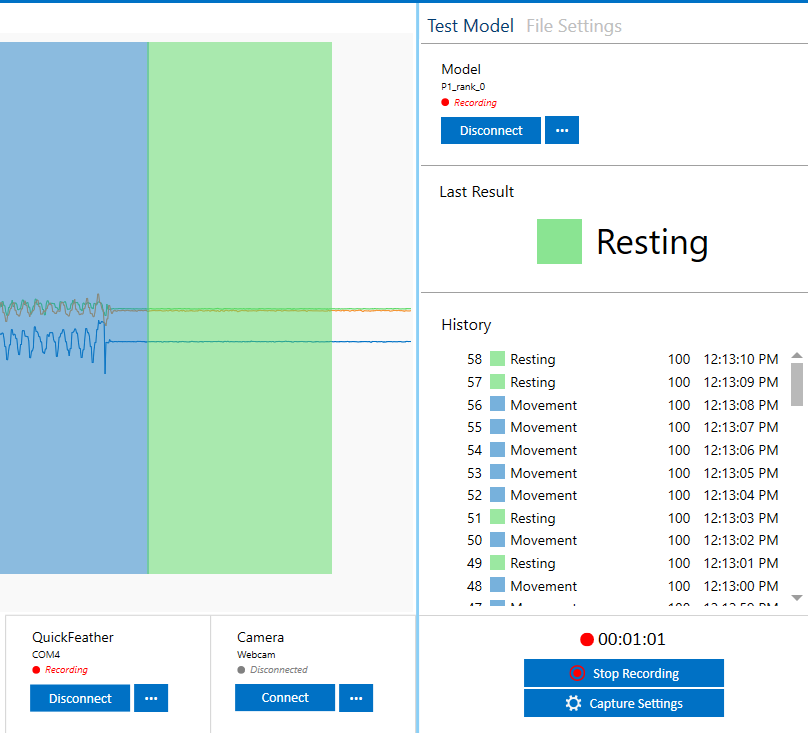 Test Model File Settings
Model
P1_rank_0
Recording
Disconnect ...
Last Result
Resting
History
58 Resting 100 12:13:10 PM
57 Resting 100 12:13:09 PM
56 Movement 100 12:13:08 PM
55 Movement 100 12:13:07 PM
54 Movement 100 12:13:06 PM
53 Movement 100 12:13:05 PM
52 Movement 100 12:13:04 PM
51 Resting 100 12:13:03 PM
50 Movement 100 12:13:02 PM
49 Resting 100 12:13:01 PM
48 Movement 100 12:13:00 PM
QuickFeather
COM4
Recording
Disconnect ...
Camera
Webcam
Disconnected
Connect ...
00:01:01
Stop Recording
Capture Settings